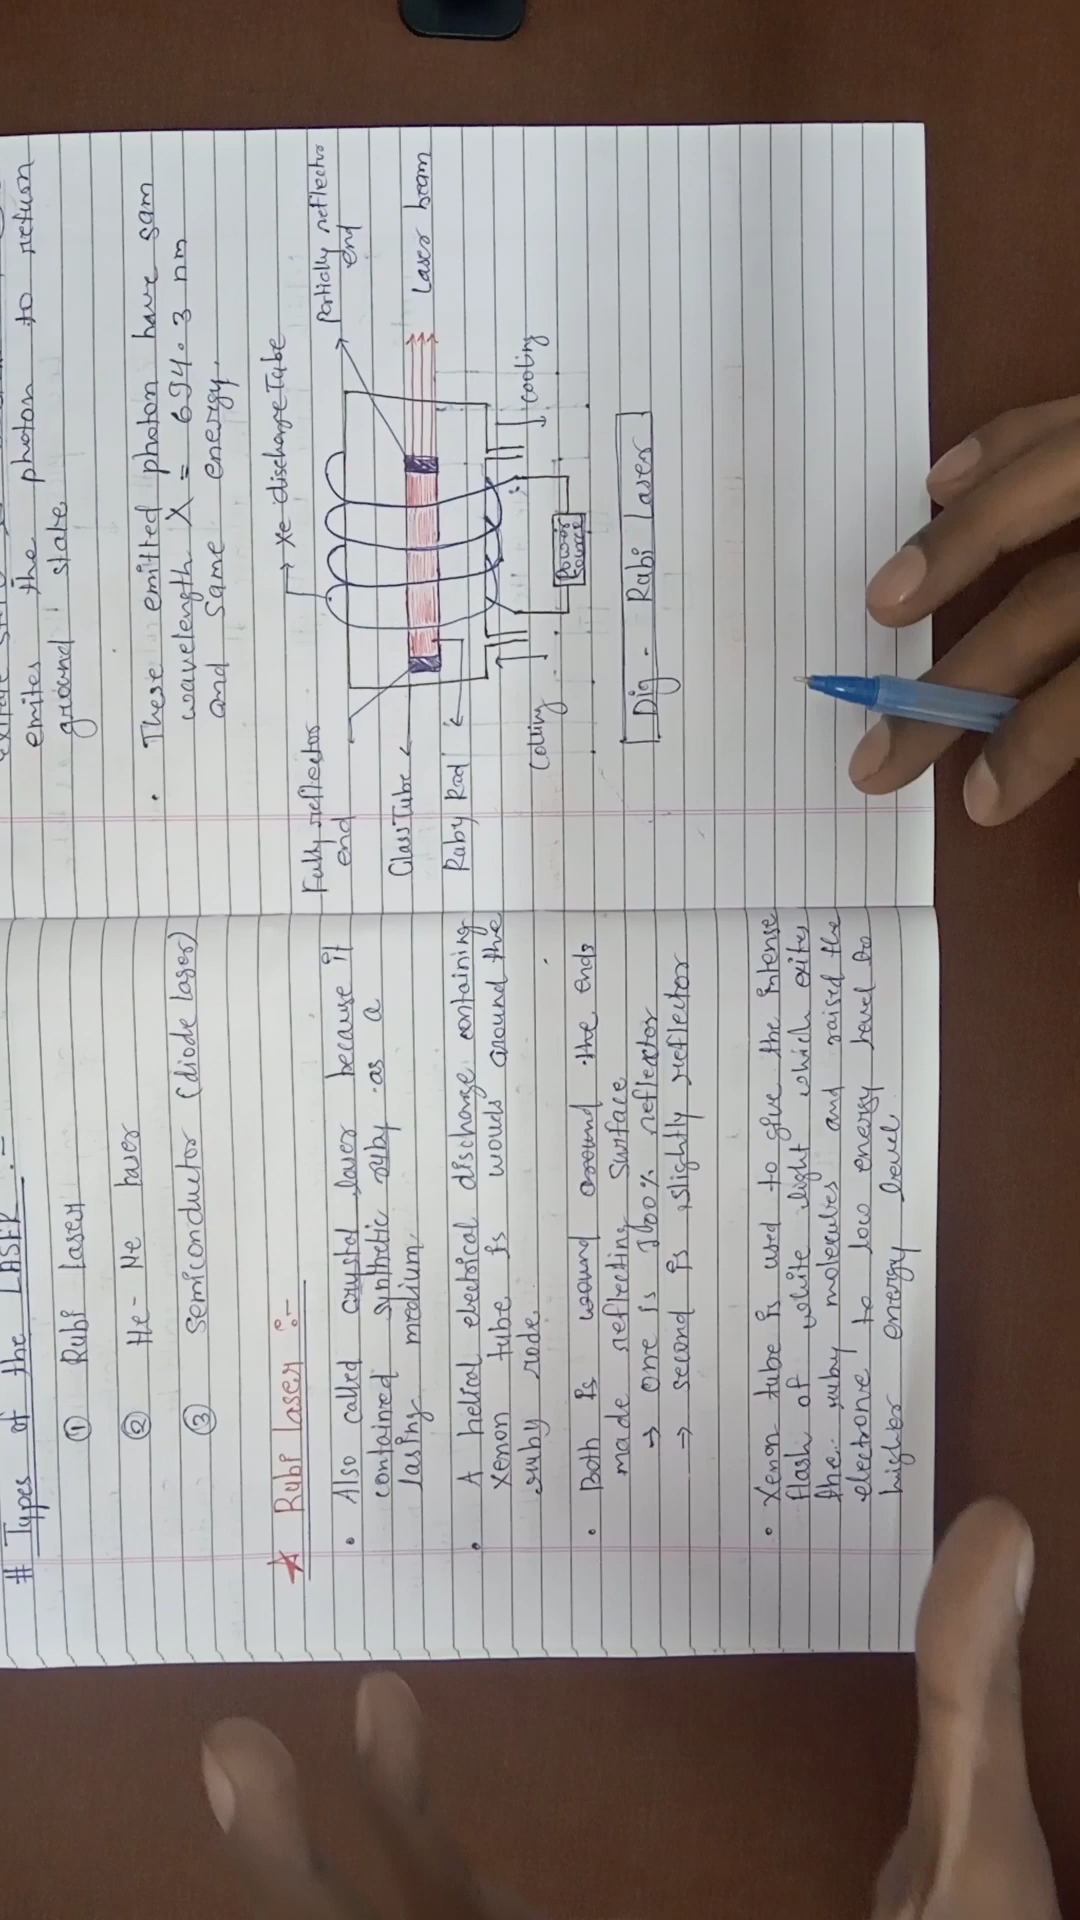 # Types of the LASER :-
① Rubi laser
② He- Ne laser
③ semiconductor (diode laser)
★ Rubi laser :-
• Also called crystal laser because it
contained synthetic ruby as a
lasing medium.
• A helical electrical discharge containing
xenon tube is wouds around the
ruby rode.
• Both is wound around the ends
made reflecting surface.
→ one is 100% reflector
→ second is slightly reflector
• Xenon tube is used to give the intense
flash of white light which exites
the ruby molecules and raised the
electrone to low energy level to
higher energy level
emites the photon to return
ground state.
• These emitted photon have sam
wavelength λ = 694.3 nm
and same energy.
Xe discharge Tube
Fully reflector
end
Partially reflector
end
Glass Tube
Laser beam
Ruby Rod
Colling
cooling
Power
Source
Dig - Rabi laser